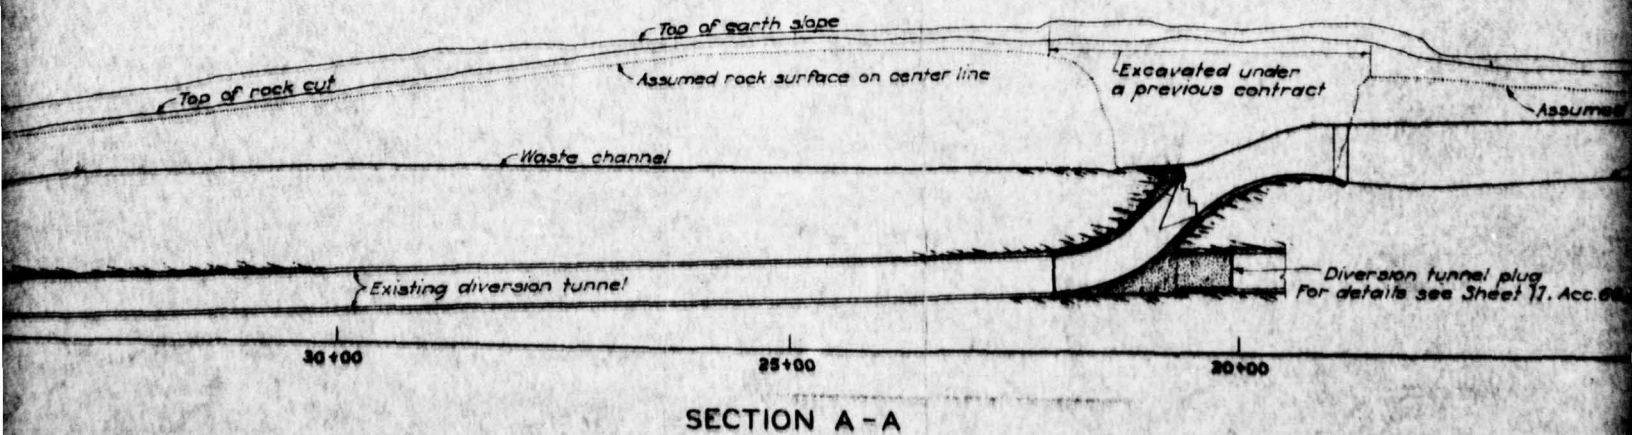 Top of earth slope
Top of rock cut
Assumed rock surface on center line
Excavated under
a previous contract
Assumed
Waste channel
Existing diversion tunnel
Diversion tunnel plug
For details see Sheet 17. Acc.
30+00
25+00
20+00
SECTION A-A